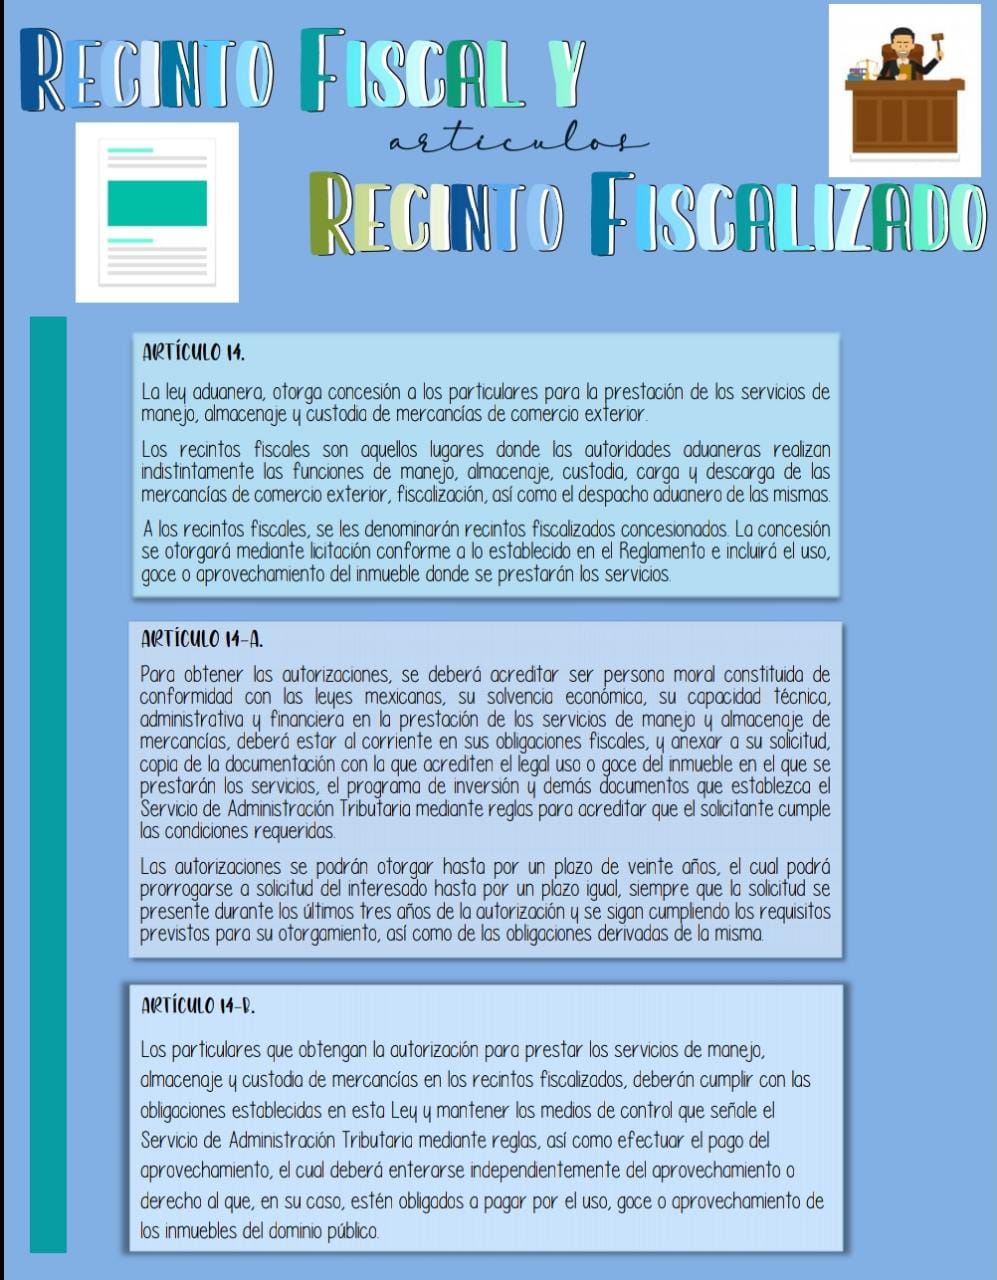 RECINTO FISCAL Y
artículos
RECINTO FISCALIZADO
ARTÍCULO 14.
La ley aduanera, otorga concesión a los particulares para la prestación de los servicios de
manejo, almacenaje y custodia de mercancías de comercio exterior.
Los recintos fiscales son aquellos lugares donde las autoridades aduaneras realizan
indistintamente las funciones de manejo, almacenaje, custodia, carga y descarga de las
mercancías de comercio exterior, fiscalización, así como el despacho aduanero de las mismas.
A los recintos fiscales, se les denominarán recintos fiscalizados concesionados. La concesión
se otorgará mediante licitación conforme a lo establecido en el Reglamento e incluirá el uso,
goce o aprovechamiento del inmueble donde se prestarán los servicios.
ARTÍCULO 14-A.
Para obtener las autorizaciones, se deberá acreditar ser persona moral constituida de
conformidad con las leyes mexicanas, su solvencia económica, su capacidad técnica,
administrativa y financiera en la prestación de los servicios de manejo y almacenaje de
mercancías, deberá estar al corriente en sus obligaciones fiscales, y anexar a su solicitud,
copia de la documentación con la que acrediten el legal uso o goce del inmueble en el que se
prestarán los servicios, el programa de inversión y demás documentos que establezca el
Servicio de Administración Tributaria mediante reglas para acreditar que el solicitante cumple
las condiciones requeridas.
Las autorizaciones se podrán otorgar hasta por un plazo de veinte años, el cual podrá
prorrogarse a solicitud del interesado hasta por un plazo igual, siempre que la solicitud se
presente durante los últimos tres años de la autorización y se sigan cumpliendo los requisitos
previstos para su otorgamiento, así como de las obligaciones derivadas de la misma.
ARTÍCULO 14-B.
Los particulares que obtengan la autorización para prestar los servicios de manejo,
almacenaje y custodia de mercancías en los recintos fiscalizados, deberán cumplir con las
obligaciones establecidas en esta Ley y mantener los medios de control que señale el
Servicio de Administración Tributaria mediante reglas, así como efectuar el pago del
aprovechamiento, el cual deberá enterarse independientemente del aprovechamiento o
derecho al que, en su caso, estén obligados a pagar por el uso, goce o aprovechamiento de
los inmuebles del dominio público.